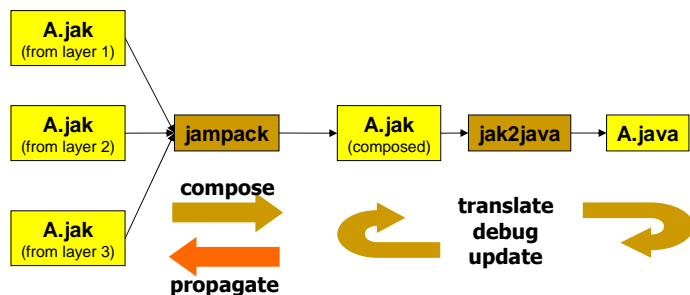 A.jak
(from layer 1)
A.jak
(from layer 2)
jampack
A.jak
(composed)
jak2java
A.java
A.jak
(from layer 3)
compose
propagate
translate
debug
update